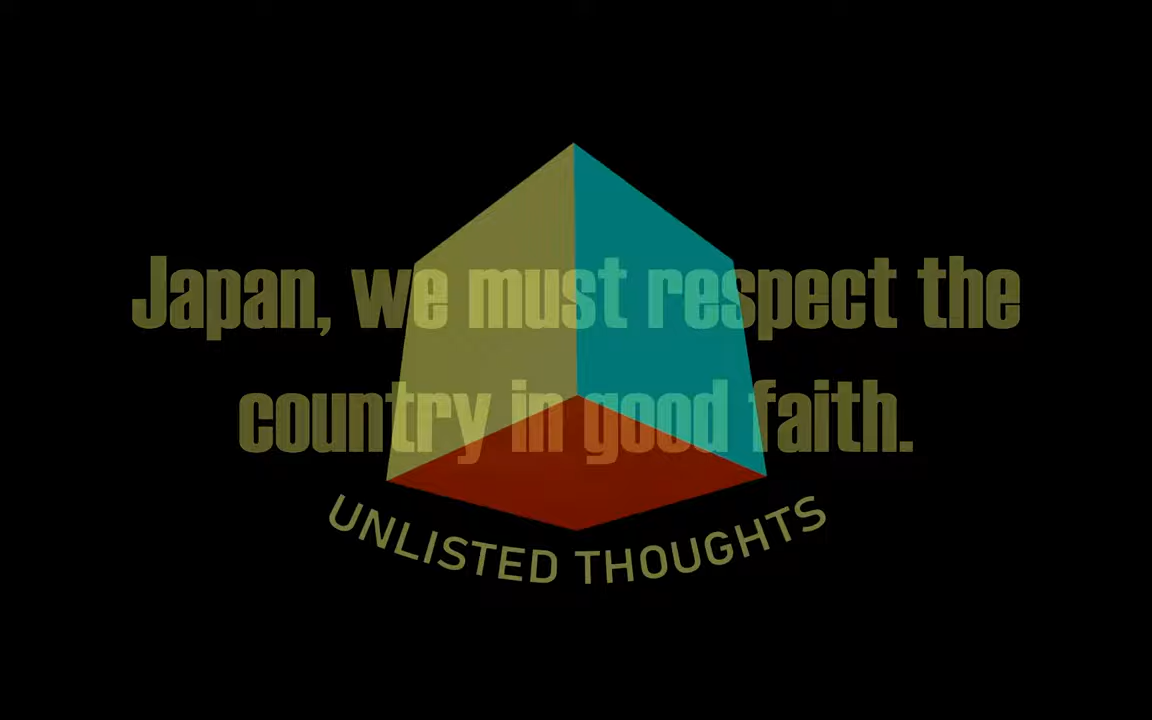 Japan, we must respect the
country in good faith.
UNLISTED THOUGHTS